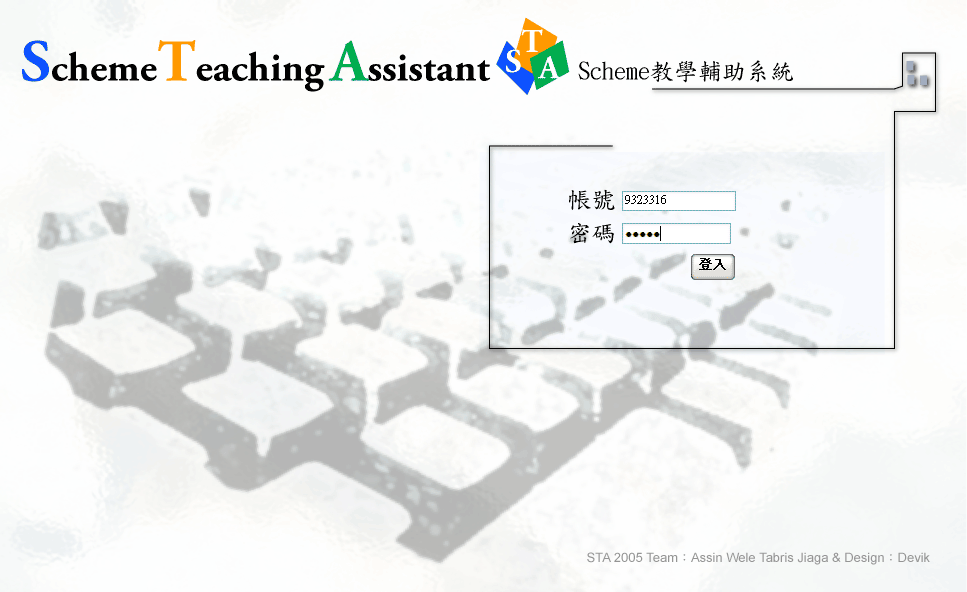 Scheme Teaching Assistant
S T A
Scheme教學輔助系統
帳號 9323316
密碼 •••••
登入
STA 2005 Team：Assin Wele Tabris Jiaga & Design：Devik